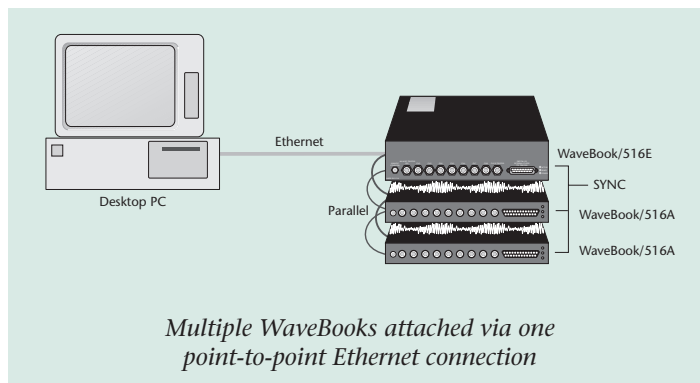 Ethernet
WaveBook/516E
SYNC
Desktop PC
Parallel
WaveBook/516A
WaveBook/516A
Multiple WaveBooks attached via one
point-to-point Ethernet connection